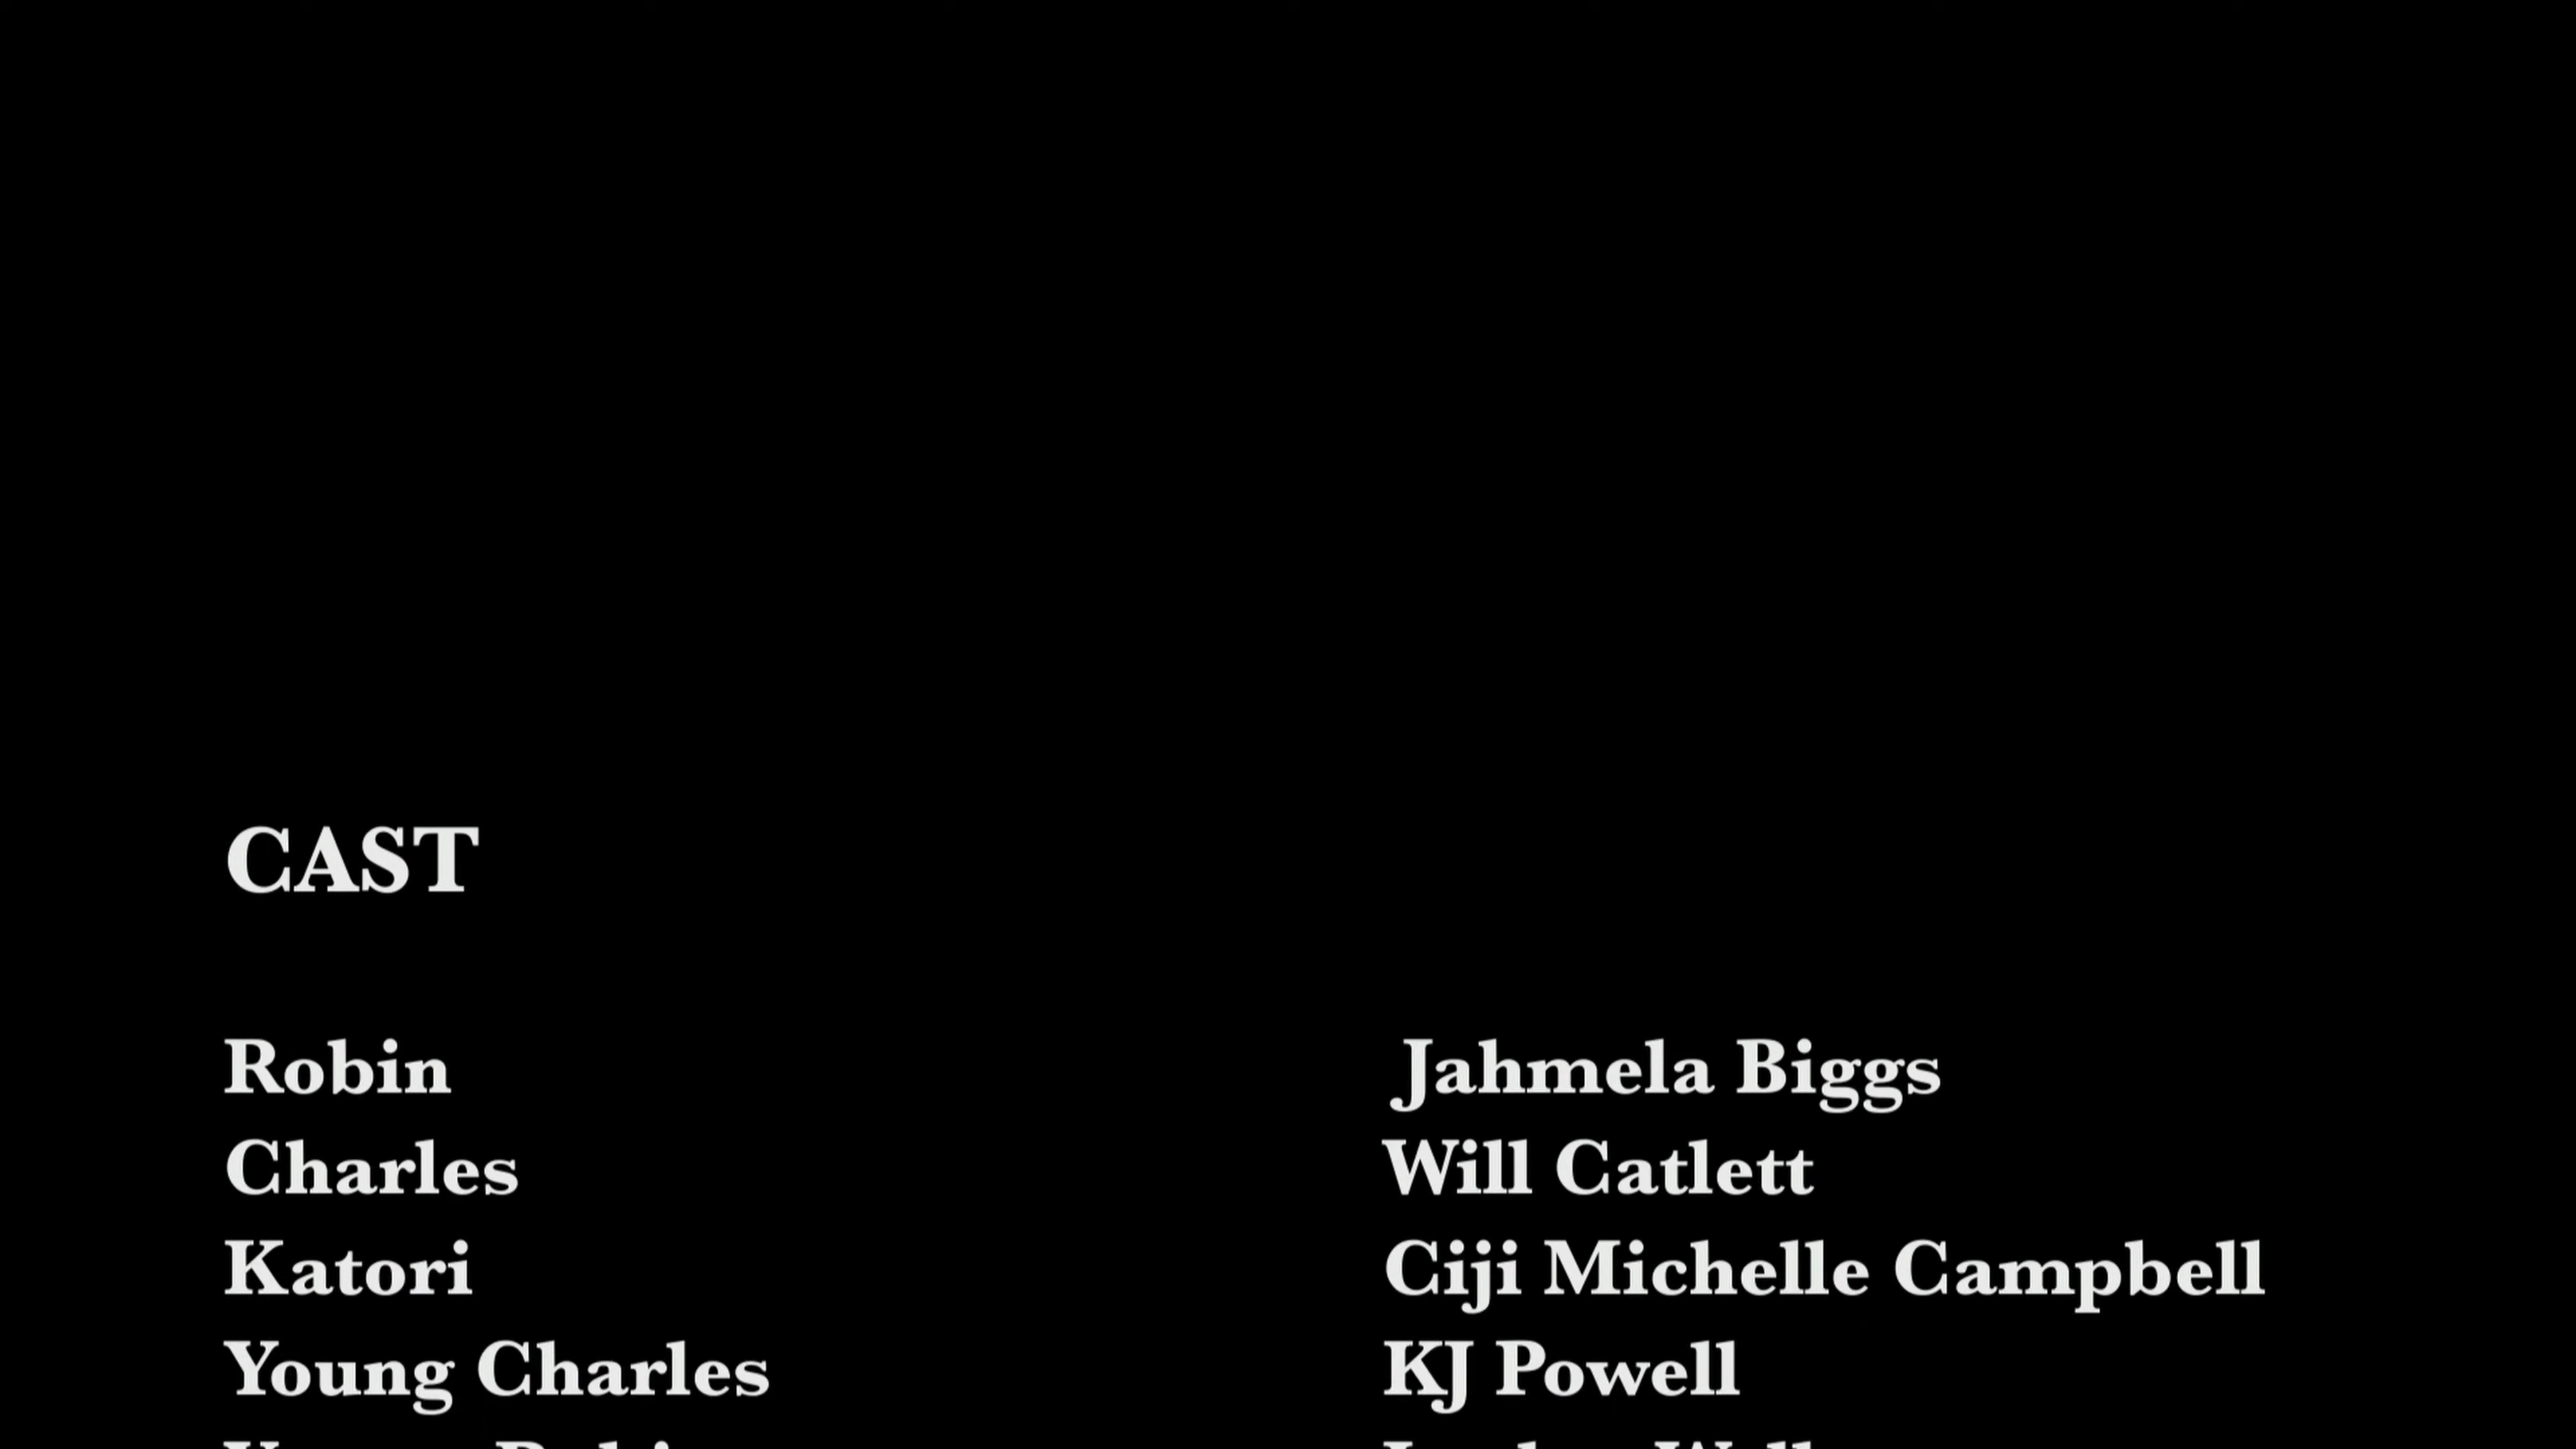 CAST
Robin Jahmela Biggs
Charles Will Catlett
Katori Ciji Michelle Campbell
Young Charles KJ Powell